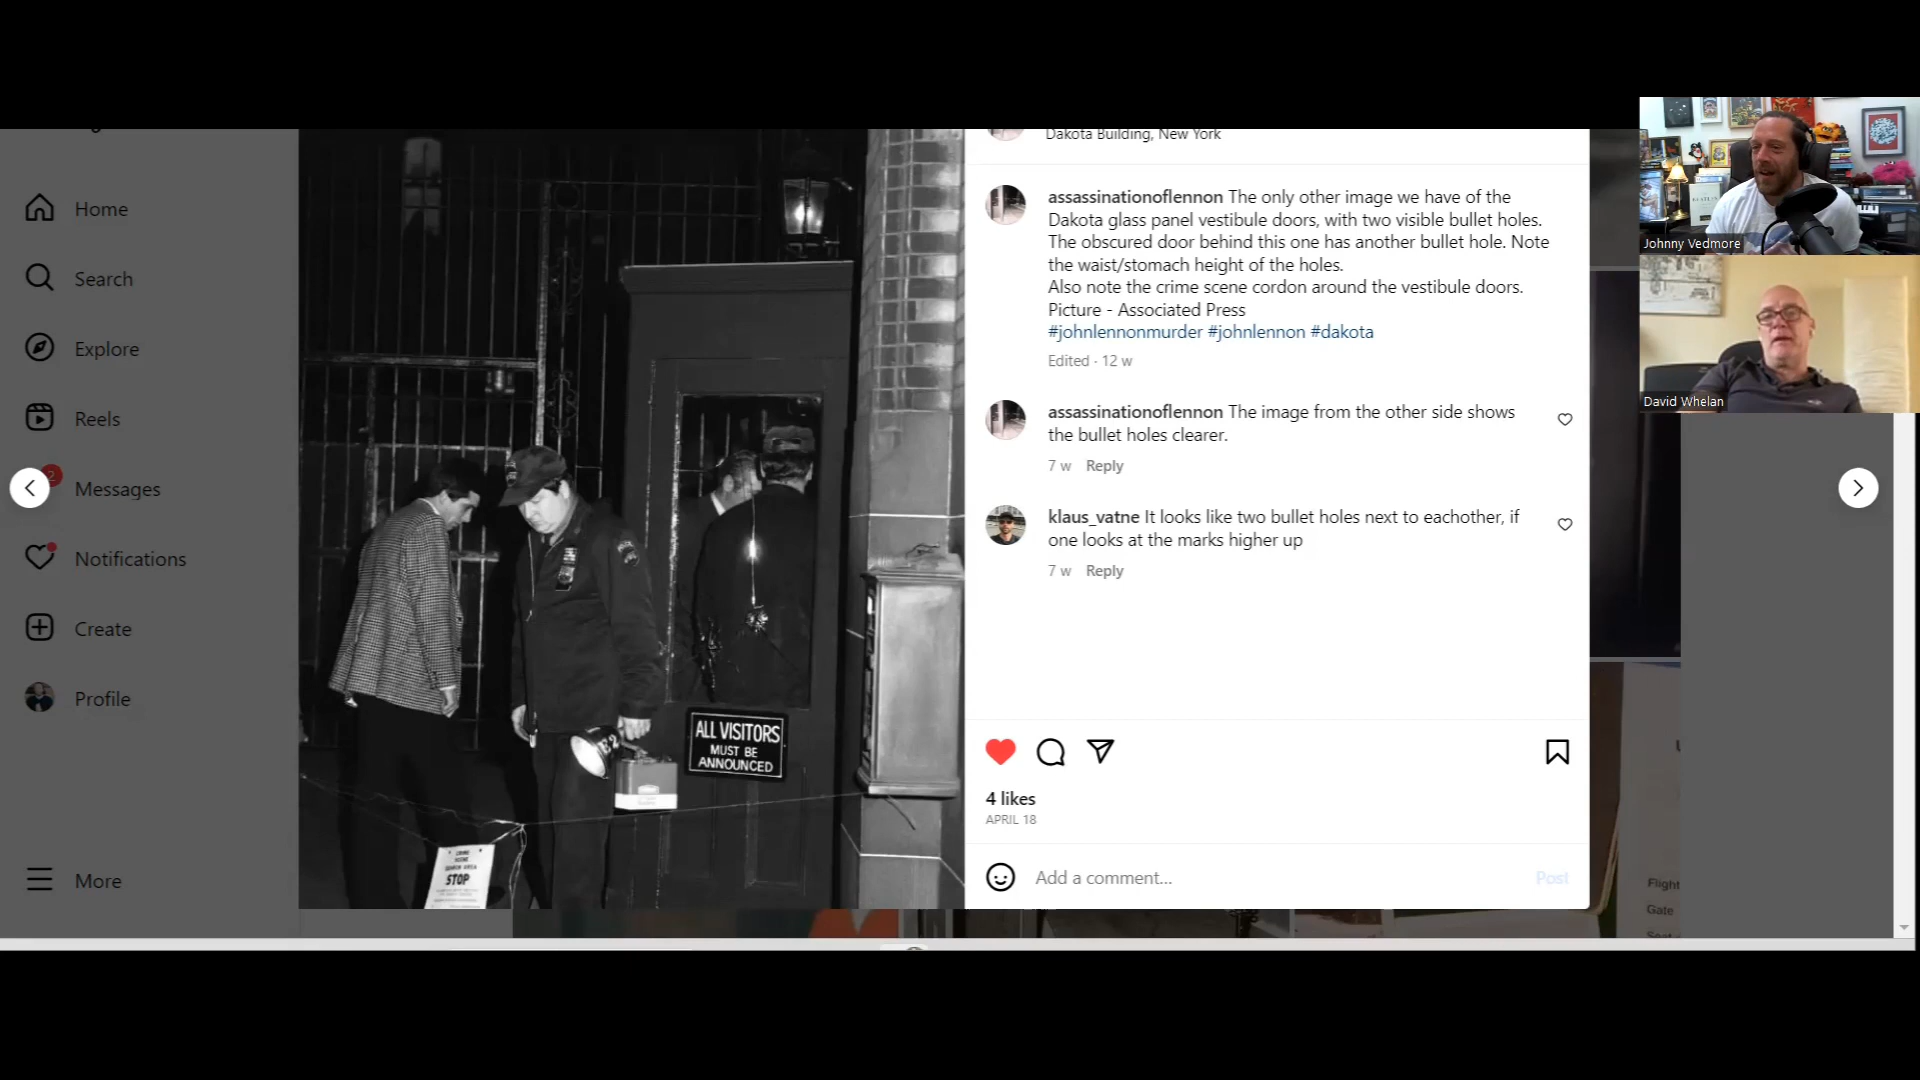 Home
Search
Explore
Reels
2
Messages
Notifications
Create
Profile
More
ALL VISITORS
MUST BE
ANNOUNCED
CRIME
SCENE
SEARCH AREA
STOP
Dakota Building, New York
assassinationoflennon The only other image we have of the
Dakota glass panel vestibule doors, with two visible bullet holes.
The obscured door behind this one has another bullet hole. Note
the waist/stomach height of the holes.
Also note the crime scene cordon around the vestibule doors.
Picture - Associated Press
#johnlennonmurder #johnlennon #dakota
Edited · 12 w
assassinationoflennon The image from the other side shows
the bullet holes clearer.
7 w Reply
klaus_vatne It looks like two bullet holes next to eachother, if
one looks at the marks higher up
7 w Reply
4 likes
APRIL 18
Add a comment...
Post
Johnny Vedmore
David Whelan
Flight
Gate